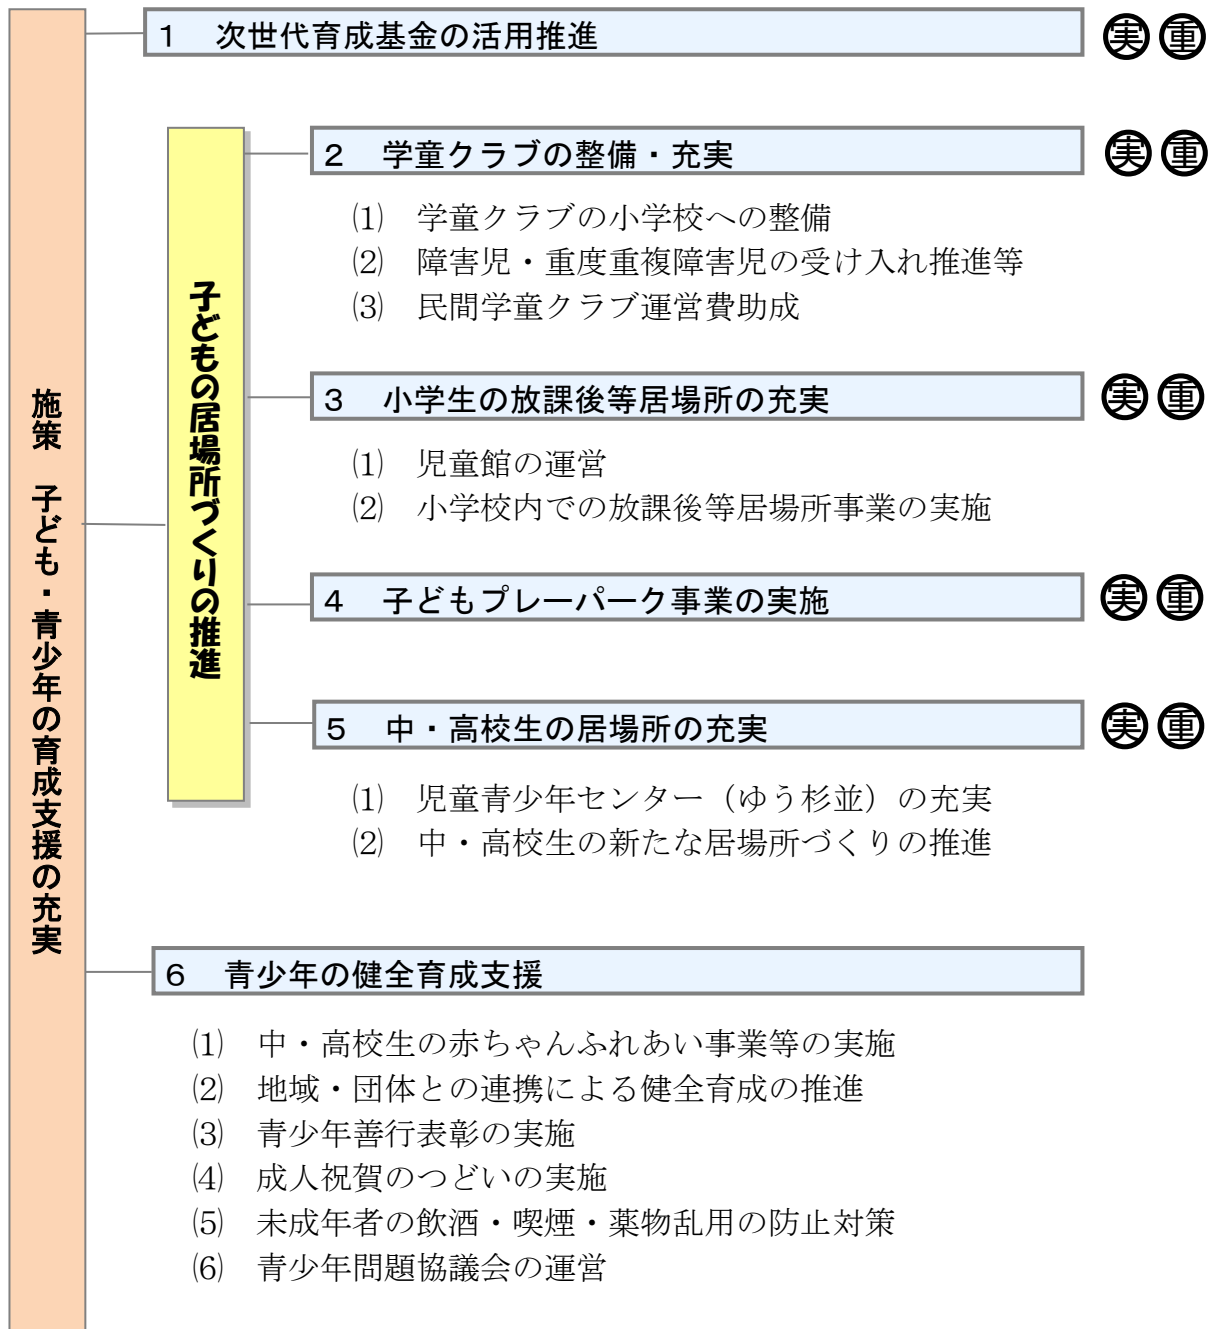 施策　子ども・青少年の育成支援の充実
１　次世代育成基金の活用推進　実　重
子どもの居場所づくりの推進
２　学童クラブの整備・充実　実　重
⑴　学童クラブの小学校への整備
⑵　障害児・重度重複障害児の受け入れ推進等
⑶　民間学童クラブ運営費助成
３　小学生の放課後等居場所の充実　実　重
⑴　児童館の運営
⑵　小学校内での放課後等居場所事業の実施
４　子どもプレーパーク事業の実施　実　重
５　中・高校生の居場所の充実　実　重
⑴　児童青少年センター（ゆう杉並）の充実
⑵　中・高校生の新たな居場所づくりの推進
６　青少年の健全育成支援
⑴　中・高校生の赤ちゃんふれあい事業等の実施
⑵　地域・団体との連携による健全育成の推進
⑶　青少年善行表彰の実施
⑷　成人祝賀のつどいの実施
⑸　未成年者の飲酒・喫煙・薬物乱用の防止対策
⑹　青少年問題協議会の運営